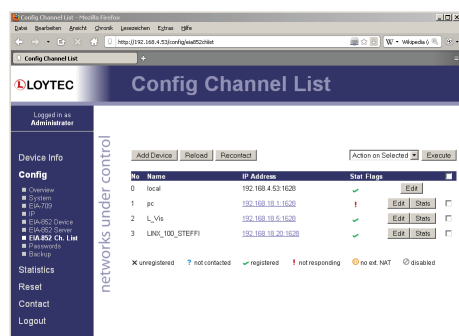 Config Channel List - Mozilla Firefox
Datei Bearbeiten Ansicht Chronik Lesezeichen Extras Hilfe
http://192.168.4.53/config/eia852chlist
W Wikipedia (
Config Channel List +
LOYTEC
Config Channel List
Logged in as
Administrator
Device Info
Config
Overview
System
EIA-709
IP
EIA-852 Device
EIA-852 Server
EIA-852 Ch. List
Passwords
Backup
Statistics
Reset
Contact
Logout
networks under control
Add Device Reload Recontact Action on Selected Execute
No Name IP Address Stat Flags
0 local 192.168.4.53:1628 Edit
1 pc 192.168.18.1:1628 ! Edit Stats
2 L_Vis 192.168.18.5:1628 Edit Stats
3 LINX_100_STEFFI 192.168.18.20:1628 Edit Stats
unregistered ? not contacted registered ! not responding no ext. NAT disabled